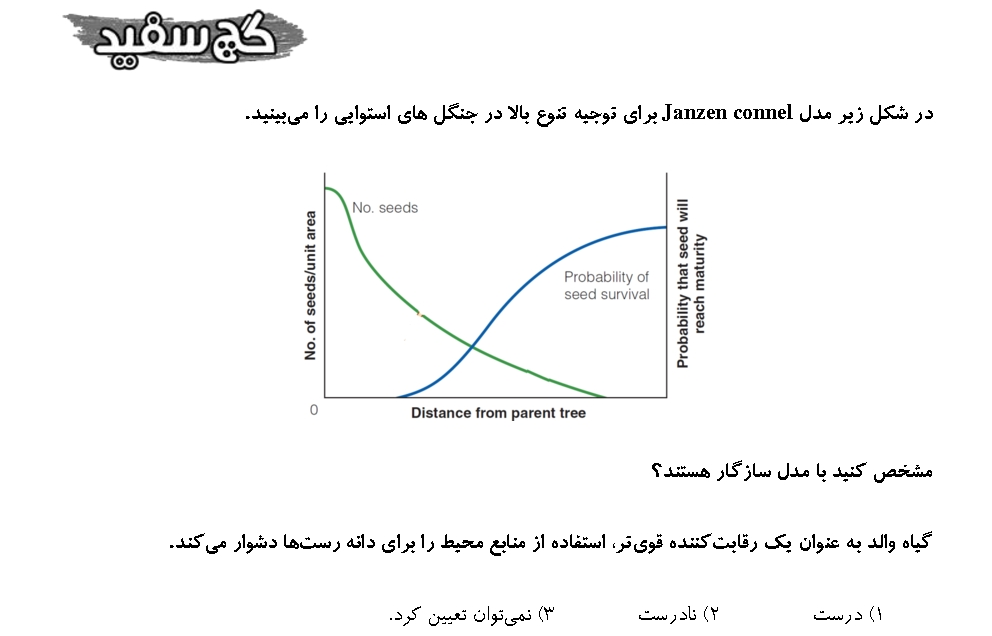 گچ سفید
در شکل زیر مدل Janzen connel برای توجیه تنوع بالا در جنگل های استوایی را می‌بینید.
No. seeds
No. of seeds/unit area
Probability of
seed survival
Probability that seed will
reach maturity
0
Distance from parent tree
مشخص کنید با مدل سازگار هستند؟
گیاه والد به عنوان یک رقابت‌کننده قوی‌تر، استفاده از منابع محیط را برای دانه رست‌ها دشوار می‌کند.
۱) درست ۲) نادرست ۳) نمی‌توان تعیین کرد.